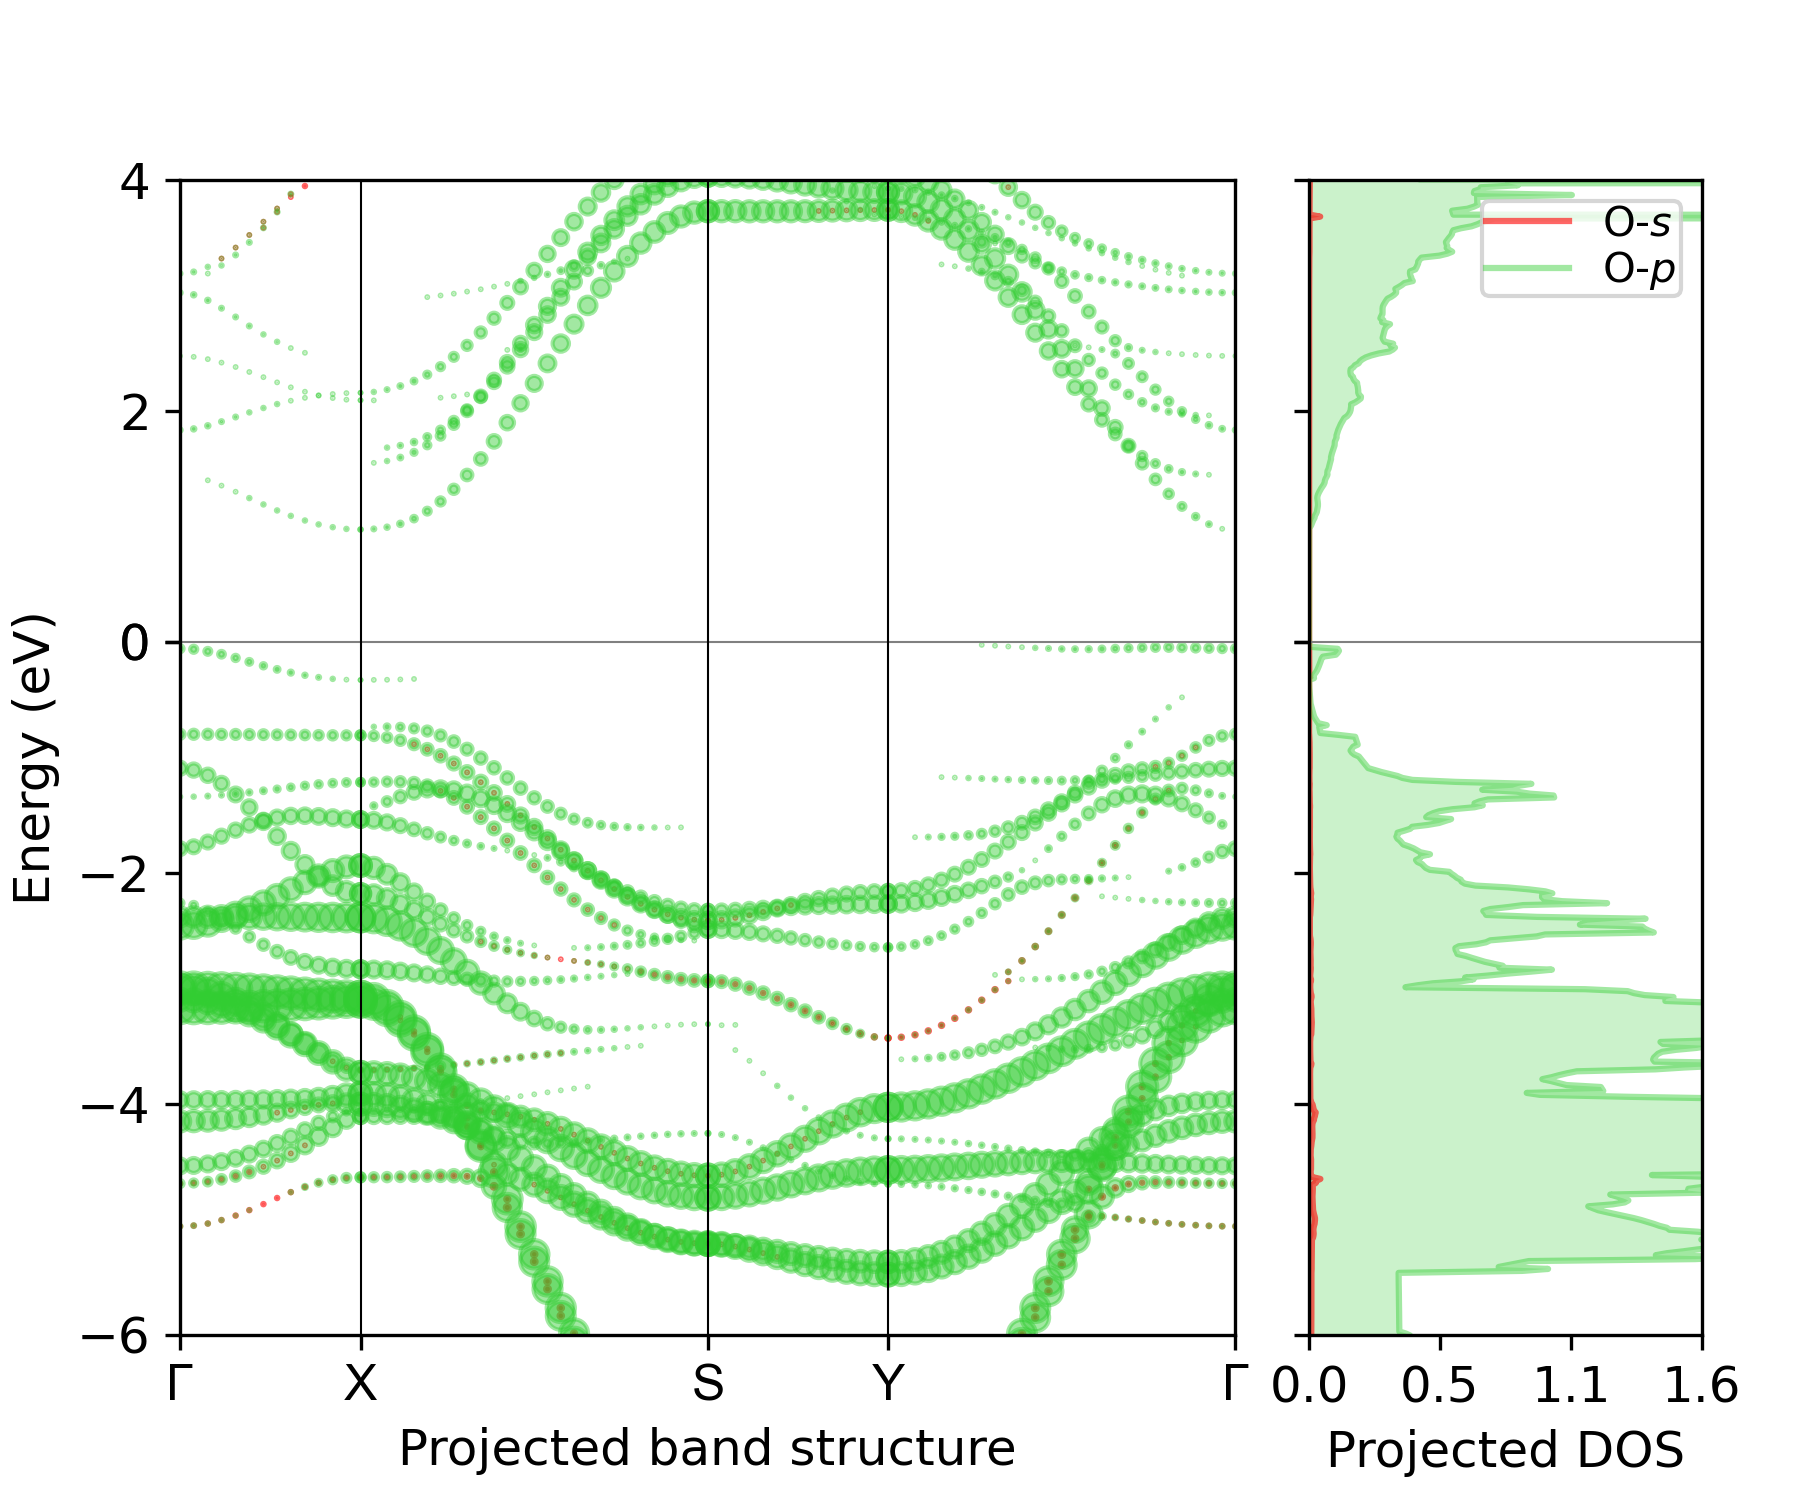 4
2
0
−2
−4
−6
Energy (eV)
Γ
X
S
Y
Γ
Projected band structure
O-s
O-p
0.0
0.5
1.1
1.6
Projected DOS